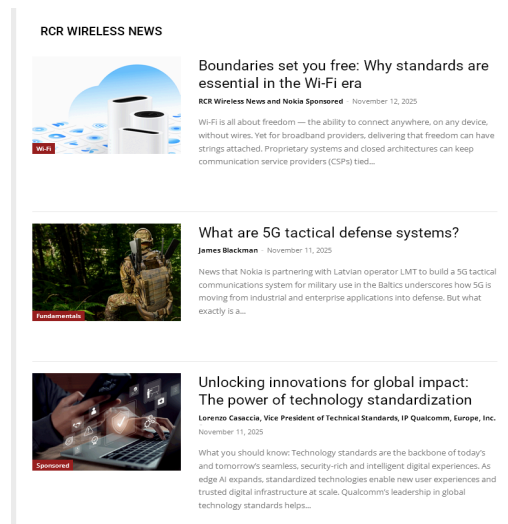 RCR WIRELESS NEWS
Boundaries set you free: Why standards are
essential in the Wi-Fi era
RCR Wireless News and Nokia Sponsored - November 12, 2025
Wi-Fi is all about freedom — the ability to connect anywhere, on any device,
without wires. Yet for broadband providers, delivering that freedom can have
strings attached. Proprietary systems and closed architectures can keep
communication service providers (CSPs) tied...
Wi-Fi
What are 5G tactical defense systems?
James Blackman - November 11, 2025
News that Nokia is partnering with Latvian operator LMT to build a 5G tactical
communications system for military use in the Baltics underscores how 5G is
moving from industrial and enterprise applications into defense. But what
exactly is a...
Fundamentals
Unlocking innovations for global impact:
The power of technology standardization
Lorenzo Casaccia, Vice President of Technical Standards, IP Qualcomm, Europe, Inc.
November 11, 2025
What you should know: Technology standards are the backbone of today's
and tomorrow's seamless, security-rich and intelligent digital experiences. As
edge AI expands, standardized technologies enable new user experiences and
trusted digital infrastructure at scale. Qualcomm's leadership in global
technology standards helps...
Sponsored